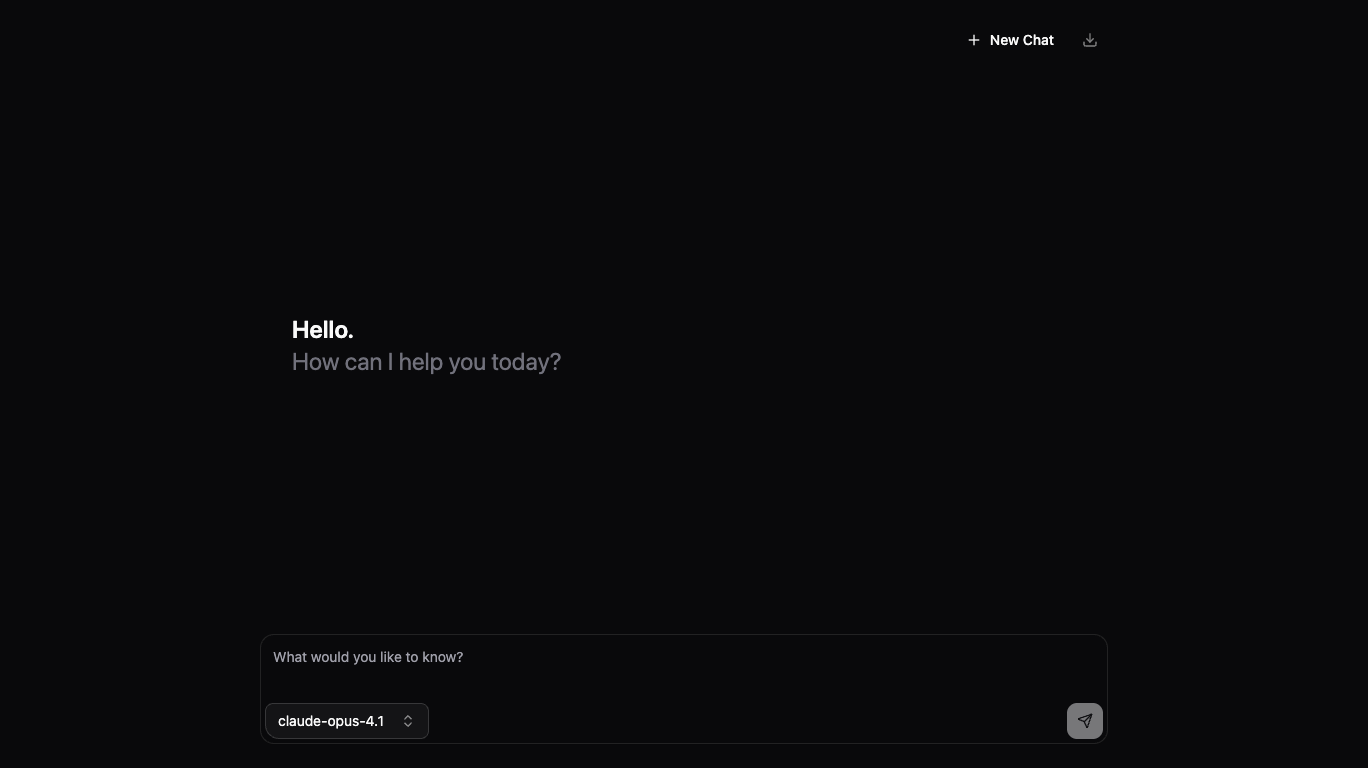 New Chat
Hello.
How can I help you today?
What would you like to know?
claude-opus-4.1